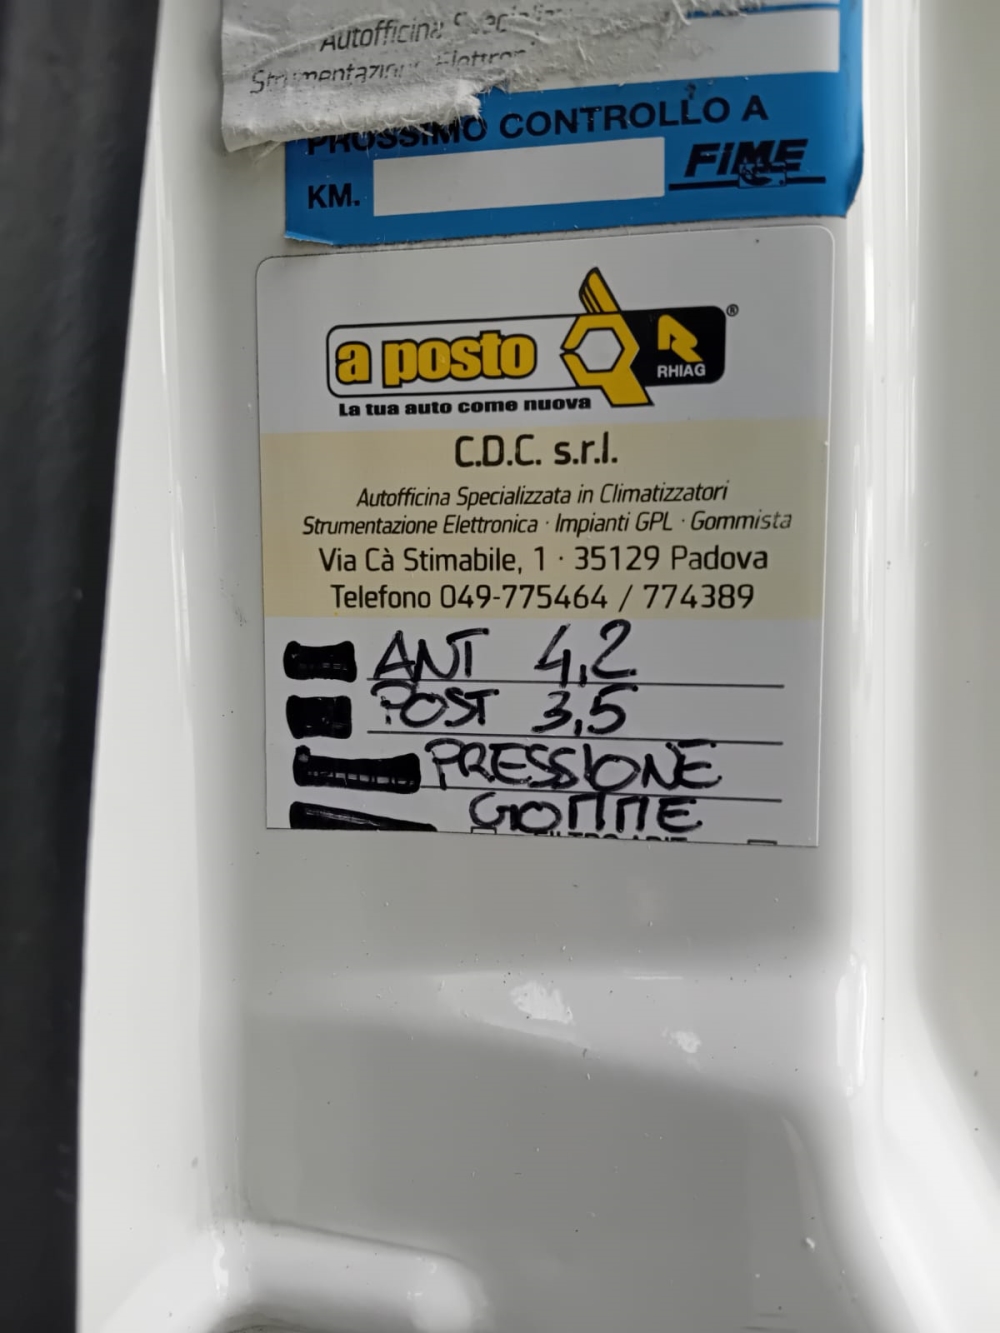 Autofficina
Strumentazione Elettron
PROSSIMO CONTROLLO A
KM.
FIME
a posto
RHIAG
®
La tua auto come nuova
C.D.C. s.r.l.
Autofficina Specializzata in Climatizzatori
Strumentazione Elettronica · Impianti GPL · Gommista
Via Cà Stimabile, 1 · 35129 Padova
Telefono 049-775464 / 774389
ANT 4,2
POST 3,5
PRESSIONE
GOMME